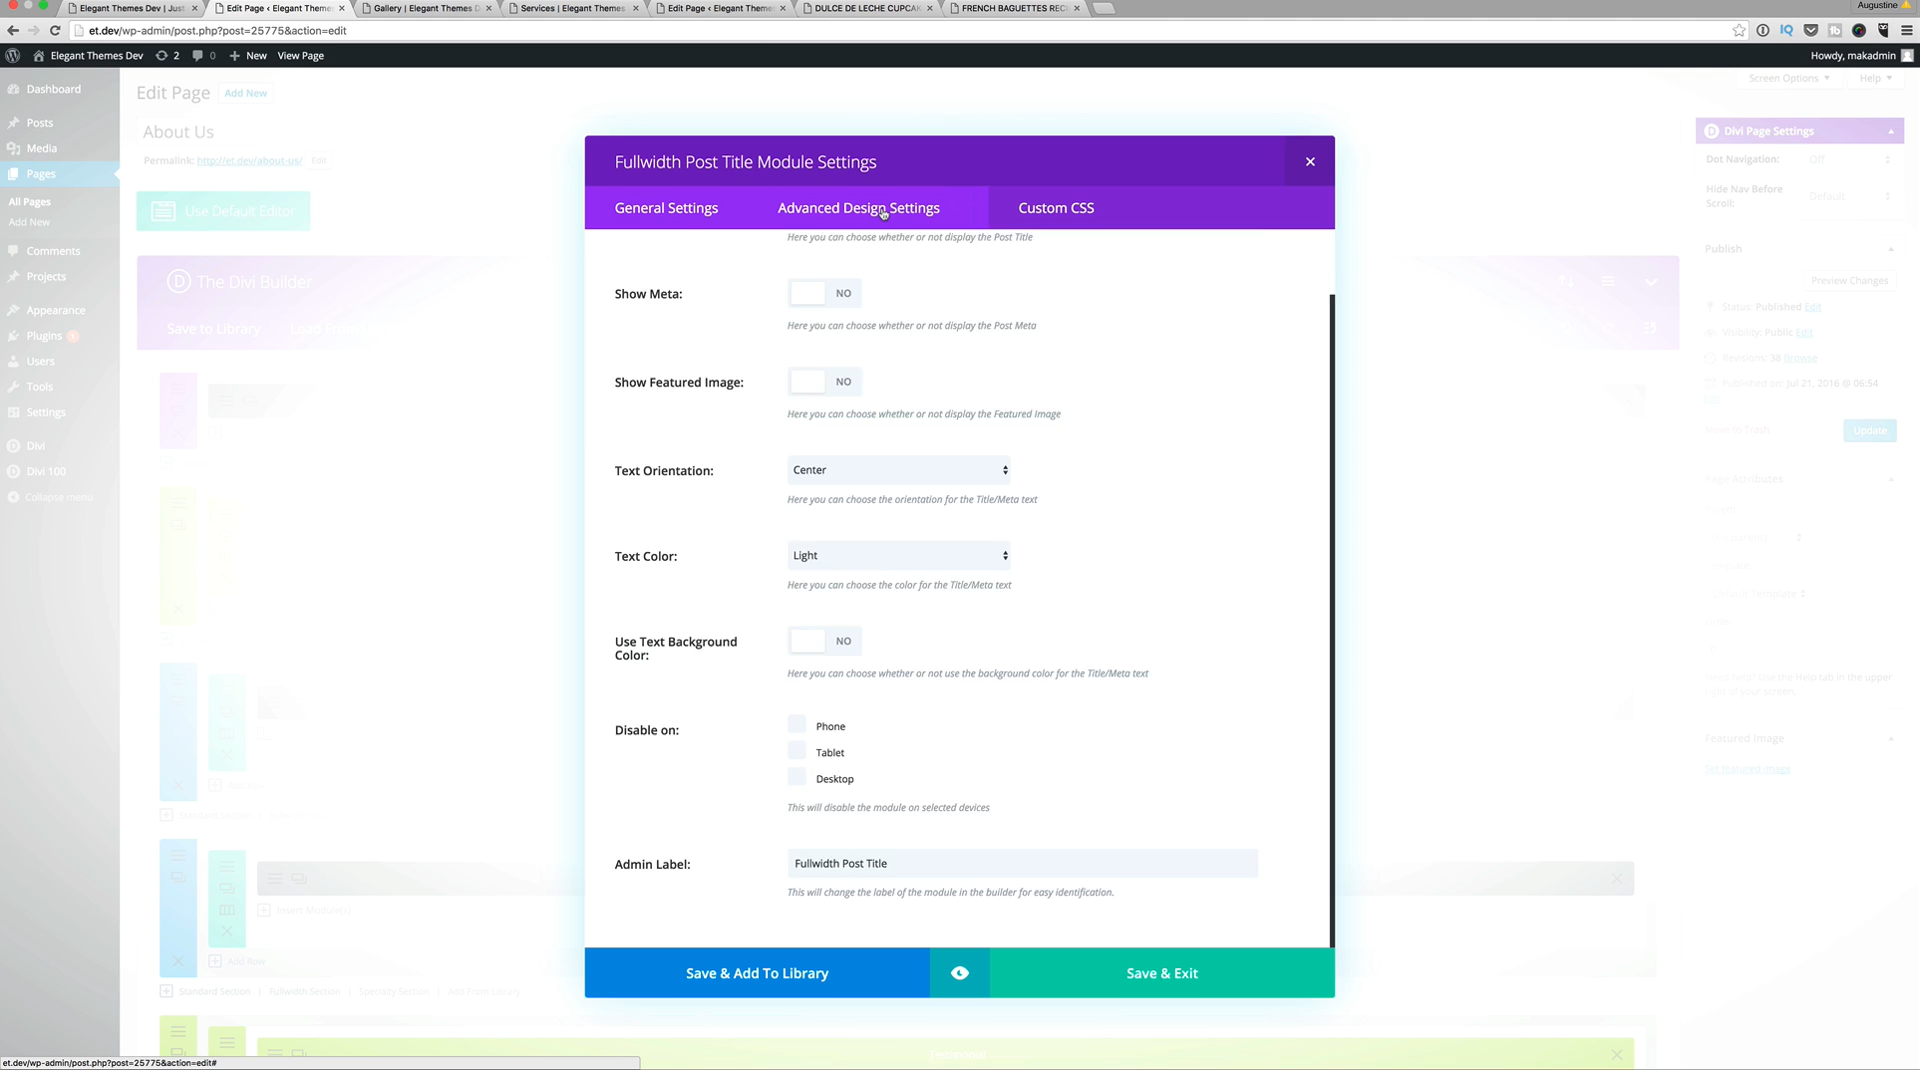 Elegant Themes Dev | Just
Edit Page ‹ Elegant Theme
Gallery | Elegant Themes D
Services | Elegant Themes
Edit Page ‹ Elegant Theme
DULCE DE LECHE CUPCAK
FRENCH BAGUETTES REC
Augustine
et.dev/wp-admin/post.php?post=25775&action=edit
Elegant Themes Dev
2
0
New
View Page
Howdy, makadmin
Dashboard
Posts
Media
Pages
All Pages
Add New
Comments
Projects
Appearance
Plugins 1
Users
Tools
Settings
Divi
Divi 100
Collapse menu
Edit Page
Add New
Screen Options
Help
About Us
Permalink: http://et.dev/about-us/
Edit
Use Default Editor
The Divi Builder
Save to Library
Fullwidth Post Title Module Settings
General Settings
Advanced Design Settings
Custom CSS
Here you can choose whether or not display the Post Title
Show Meta:
NO
Here you can choose whether or not display the Post Meta
Show Featured Image:
NO
Here you can choose whether or not display the Featured Image
Text Orientation:
Center
Here you can choose the orientation for the Title/Meta text
Text Color:
Light
Here you can choose the color for the Title/Meta text
Use Text Background
Color:
NO
Here you can choose whether or not use the background color for the Title/Meta text
Disable on:
Phone
Tablet
Desktop
This will disable the module on selected devices
Admin Label:
Fullwidth Post Title
This will change the label of the module in the builder for easy identification.
Save & Add To Library
Save & Exit
Insert Module(s)
Add Row
Standard Section | Fullwidth Section | Specialty Section | Add From Library
Testimonial
Divi Page Settings
Dot Navigation:
Off
Hide Nav Before
Scroll:
Default
Publish
Preview Changes
Status: Published Edit
Visibility: Public Edit
Revisions: 38 Browse
Published on: Jul 21, 2016 @ 06:54
Edit
Move to Trash
Update
Page Attributes
Need help? Use the Help tab in the upper
right of your screen.
Featured Image
Set featured image
et.dev/wp-admin/post.php?post=25775&action=edit#